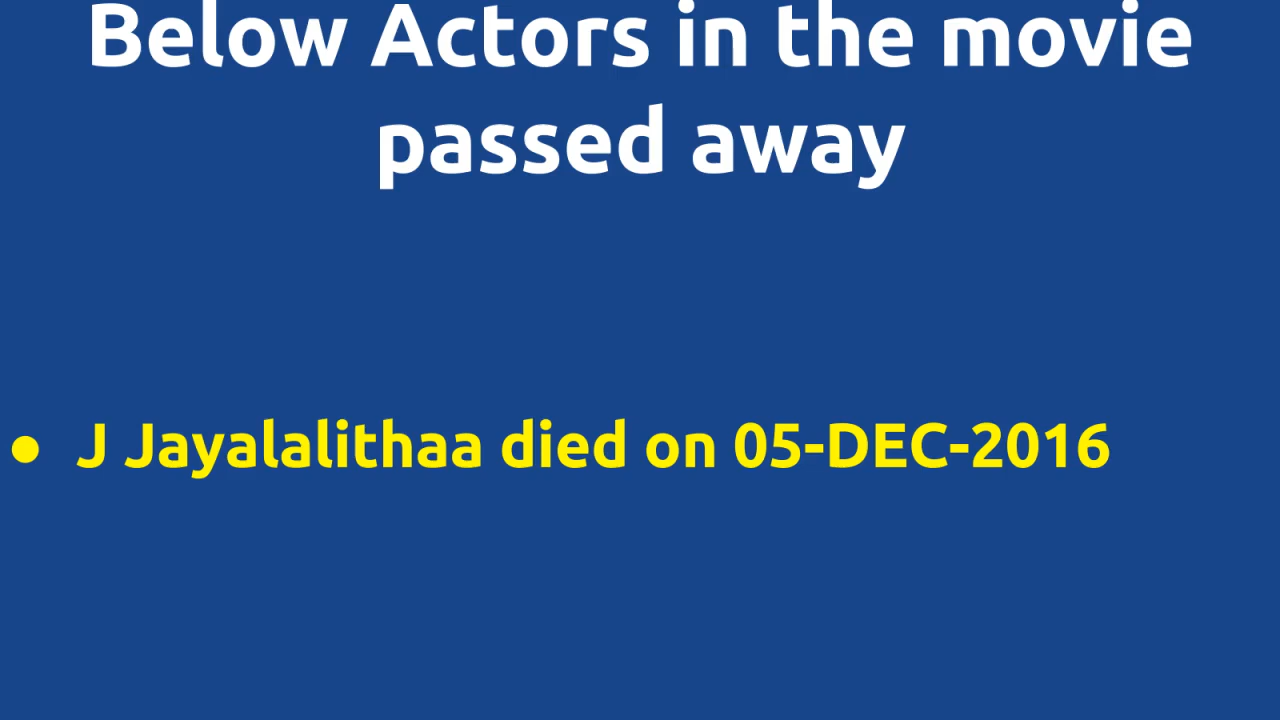 Below Actors in the movie
passed away
● J Jayalalithaa died on 05-DEC-2016